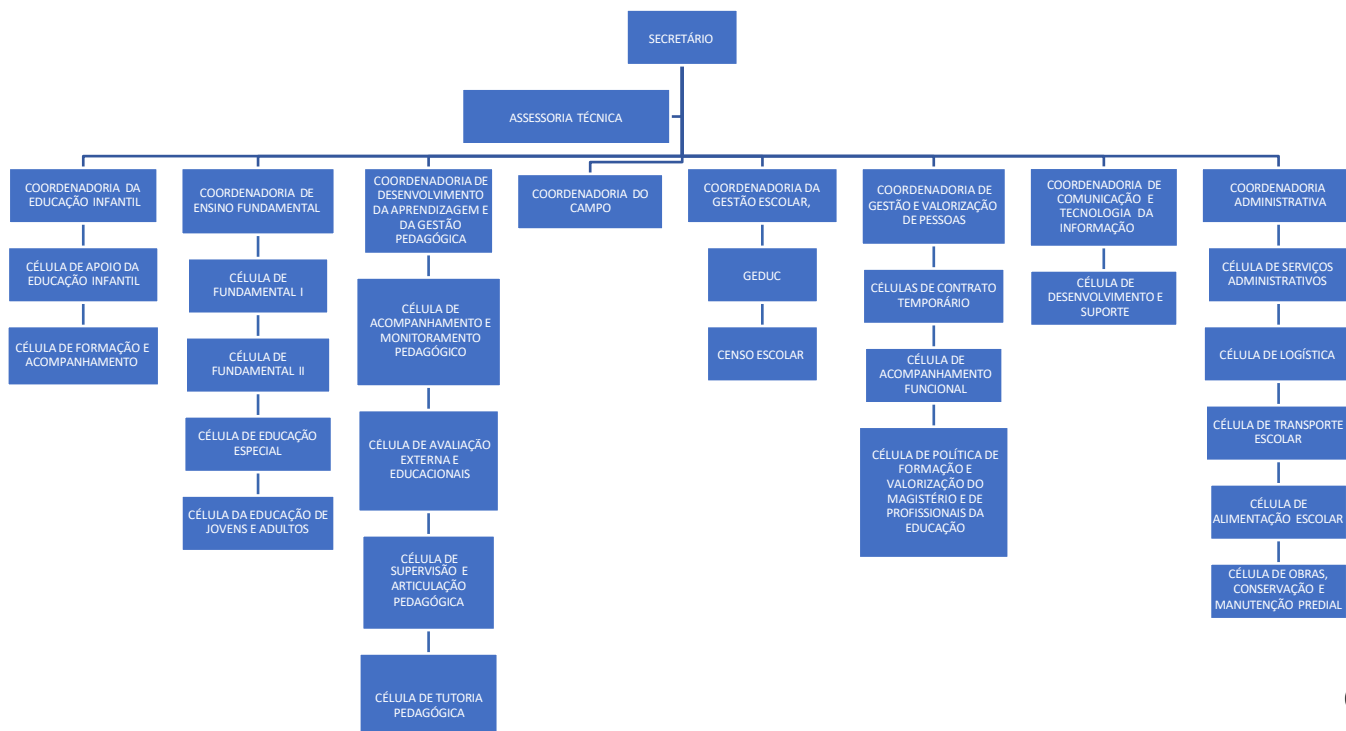 SECRETÁRIO
ASSESSORIA TÉCNICA
COORDENADORIA DA
EDUCAÇÃO INFANTIL
CÉLULA DE APOIO DA
EDUCAÇÃO INFANTIL
CÉLULA DE FORMAÇÃO E
ACOMPANHAMENTO
COORDENADORIA DE
ENSINO FUNDAMENTAL
CÉLULA DE
FUNDAMENTAL I
CÉLULA DE
FUNDAMENTAL II
CÉLULA DE EDUCAÇÃO
ESPECIAL
CÉLULA DA EDUCAÇÃO DE
JOVENS E ADULTOS
COORDENADORIA DE
DESENVOLVIMENTO
DA APRENDIZAGEM E
DA GESTÃO
PEDAGÓGICA
CÉLULA DE
ACOMPANHAMENTO E
MONITORAMENTO
PEDAGÓGICO
CÉLULA DE AVALIAÇÃO
EXTERNA E
EDUCACIONAIS
CÉLULA DE
SUPERVISÃO E
ARTICULAÇÃO
PEDAGÓGICA
CÉLULA DE TUTORIA
PEDAGÓGICA
COORDENADORIA DO
CAMPO
COORDENADORIA DA
GESTÃO ESCOLAR,
GEDUC
CENSO ESCOLAR
COORDENADORIA DE
GESTÃO E VALORIZAÇÃO
DE PESSOAS
CÉLULAS DE CONTRATO
TEMPORÁRIO
CÉLULA DE
ACOMPANHAMENTO
FUNCIONAL
CÉLULA DE POLÍTICA DE
FORMAÇÃO E
VALORIZAÇÃO DO
MAGISTÉRIO E DE
PROFISSIONAIS DA
EDUCAÇÃO
COORDENADORIA DE
COMUNICAÇÃO E
TECNOLOGIA DA
INFORMAÇÃO
CÉLULA DE
DESENVOLVIMENTO E
SUPORTE
COORDENADORIA
ADMINISTRATIVA
CÉLULA DE SERVIÇOS
ADMINISTRATIVOS
CÉLULA DE LOGÍSTICA
CÉLULA DE TRANSPORTE
ESCOLAR
CÉLULA DE
ALIMENTAÇÃO ESCOLAR
CÉLULA DE OBRAS,
CONSERVAÇÃO E
MANUTENÇÃO PREDIAL